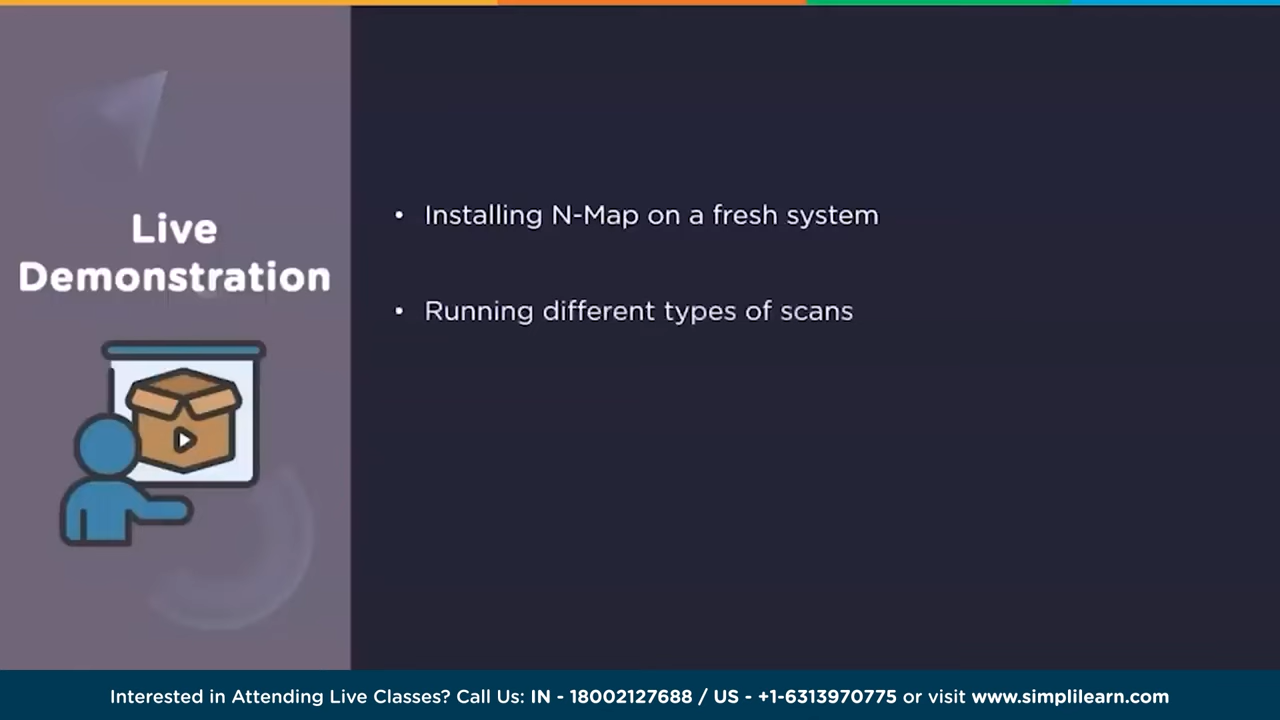 Live
Demonstration
• Installing N-Map on a fresh system
• Running different types of scans
Interested in Attending Live Classes? Call Us: IN - 18002127688 / US - +1-6313970775 or visit www.simplilearn.com